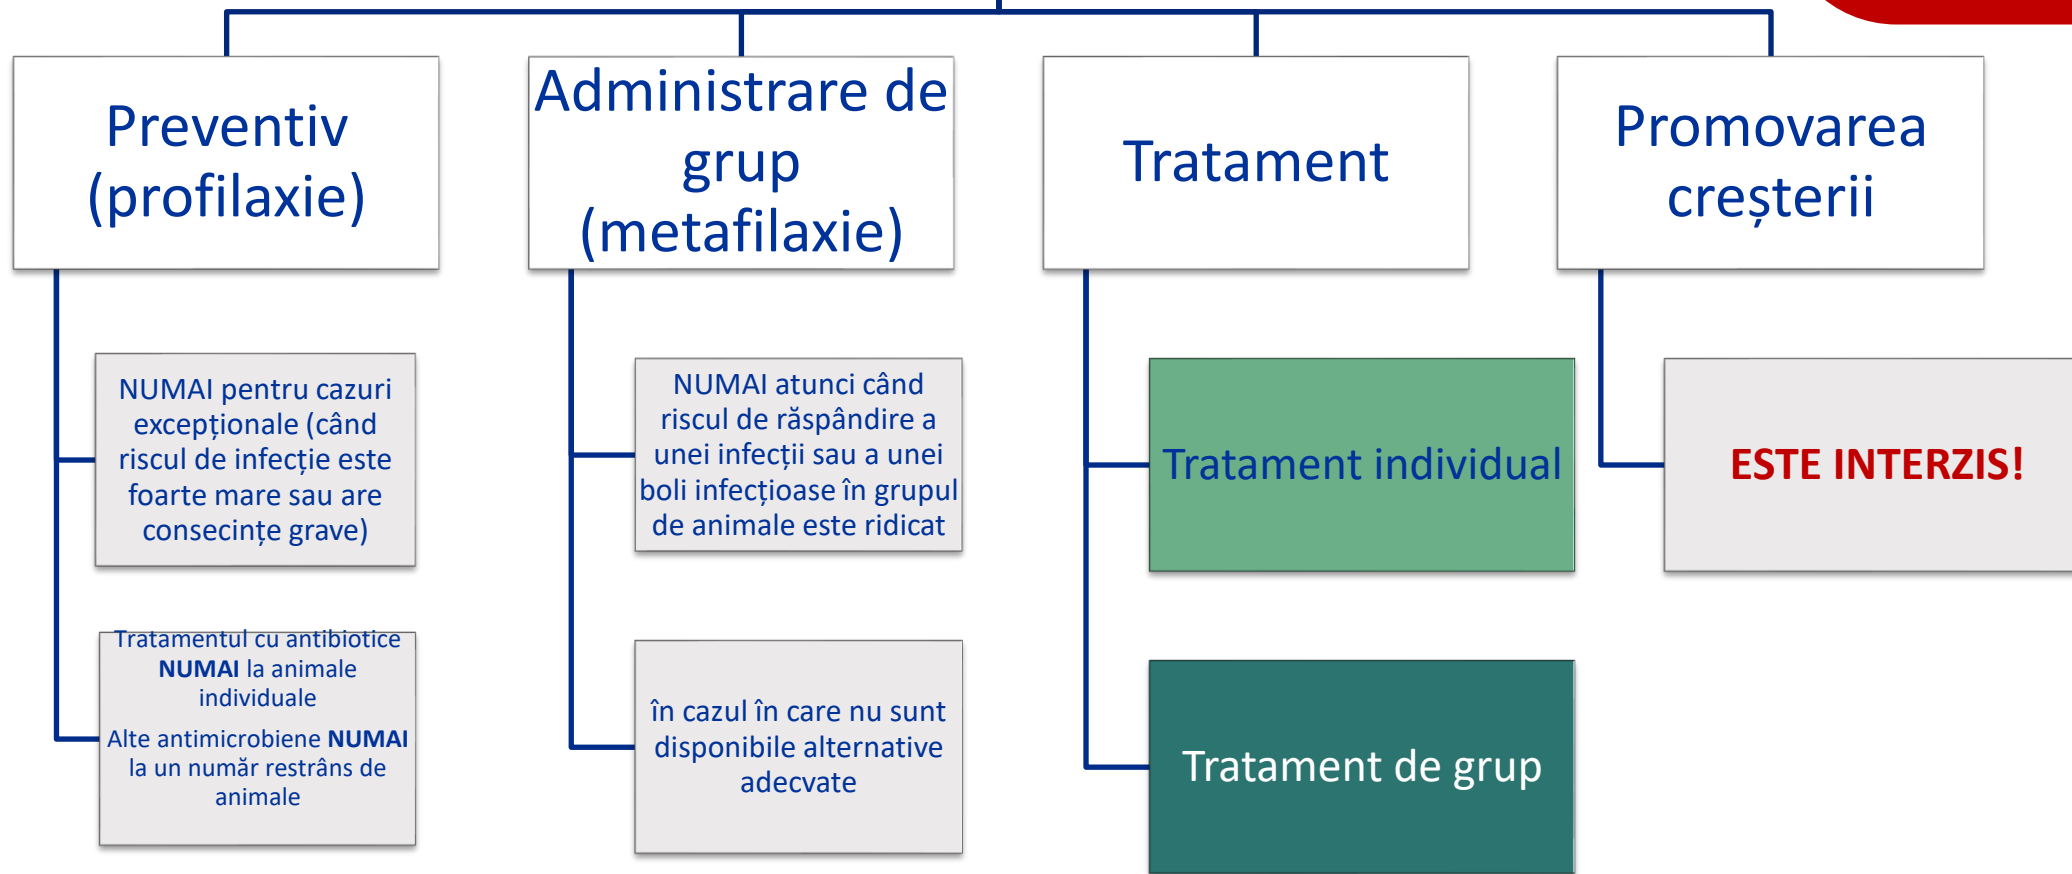 Preventiv
(profilaxie)
Administrare de
grup
(metafilaxie)
Tratament
Promovarea
creșterii
NUMAI pentru cazuri
excepționale (când
riscul de infecție este
foarte mare sau are
consecințe grave)
NUMAI atunci când
riscul de răspândire a
unei infecții sau a unei
boli infecțioase în grupul
de animale este ridicat
Tratament individual
ESTE INTERZIS!
Tratamentul cu antibiotice
NUMAI la animale
individuale
Alte antimicrobiene NUMAI
la un număr restrâns de
animale
în cazul în care nu sunt
disponibile alternative
adecvate
Tratament de grup